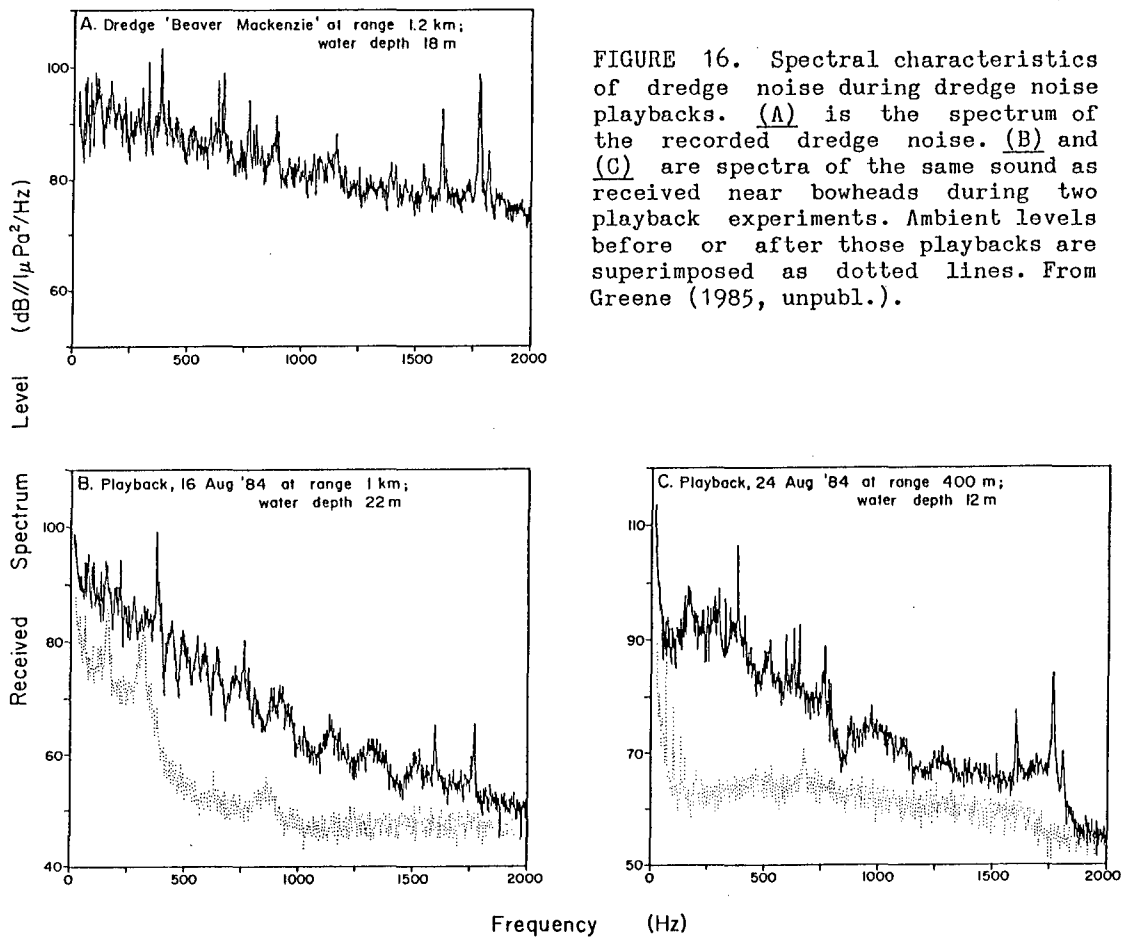 A. Dredge 'Beaver Mackenzie' at range 1.2 km;
water depth 18 m
100
80
60
0
500
1000
1500
2000
FIGURE 16. Spectral characteristics
of dredge noise during dredge noise
playbacks. (A) is the spectrum of
the recorded dredge noise. (B) and
(C) are spectra of the same sound as
received near bowheads during two
playback experiments. Ambient levels
before or after those playbacks are
superimposed as dotted lines. From
Greene (1985, unpubl.).
Received Spectrum Level (dB//1μPa²/Hz)
B. Playback, 16 Aug '84 at range 1 km;
water depth 22 m
100
80
60
40
0
500
1000
1500
2000
C. Playback, 24 Aug '84 at range 400 m;
water depth 12 m
110
90
70
50
0
500
1000
1500
2000
Frequency (Hz)